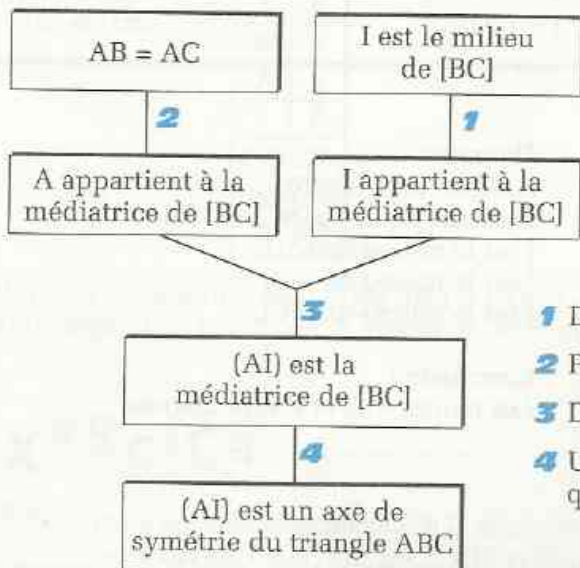 AB = AC
I est le milieu
de [BC]
2
1
A appartient à la
médiatrice de [BC]
I appartient à la
médiatrice de [BC]
3
(AI) est la
médiatrice de [BC]
4
(AI) est un axe de
symétrie du triangle ABC
1
2
3
4